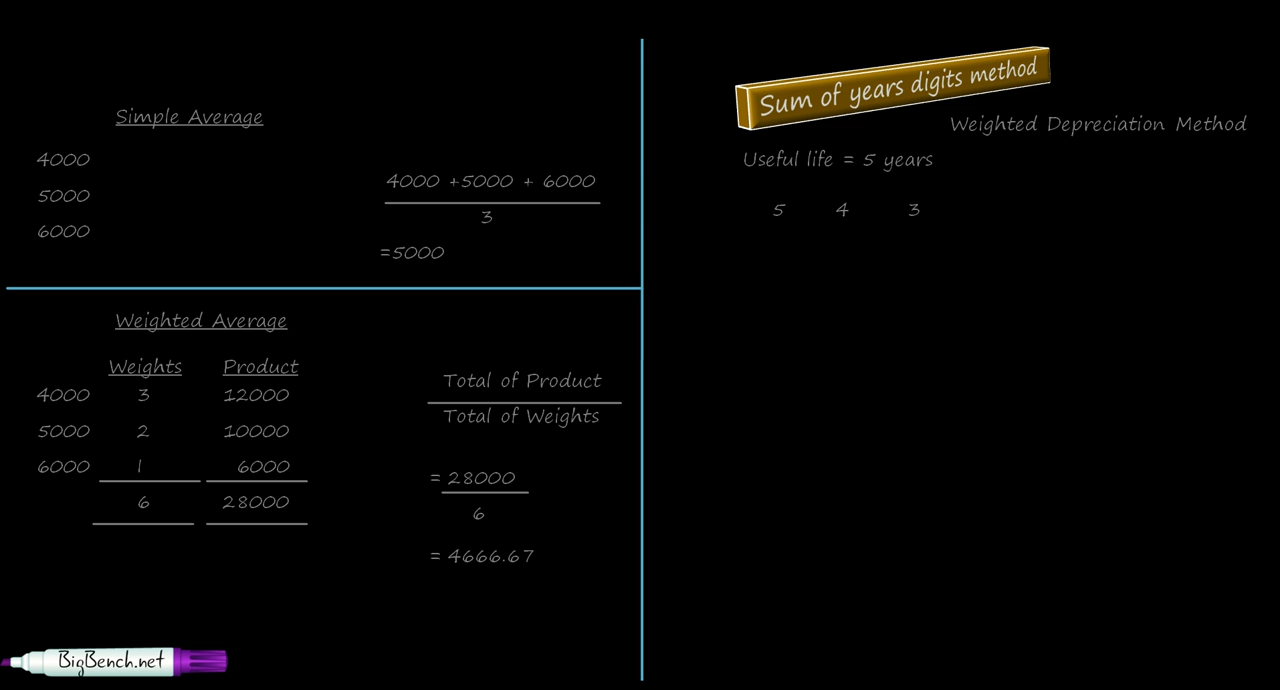 Simple Average
4000
5000
6000
4000 +5000 + 6000
3
=5000
Weighted Average
Weights Product
4000 3 12000
5000 2 10000
6000 1 6000
6 28000
Total of Product
Total of Weights
= 28000
6
= 4666.67
BigBench.net
Sum of years digits method
Weighted Depreciation Method
Useful life = 5 years
5 4 3